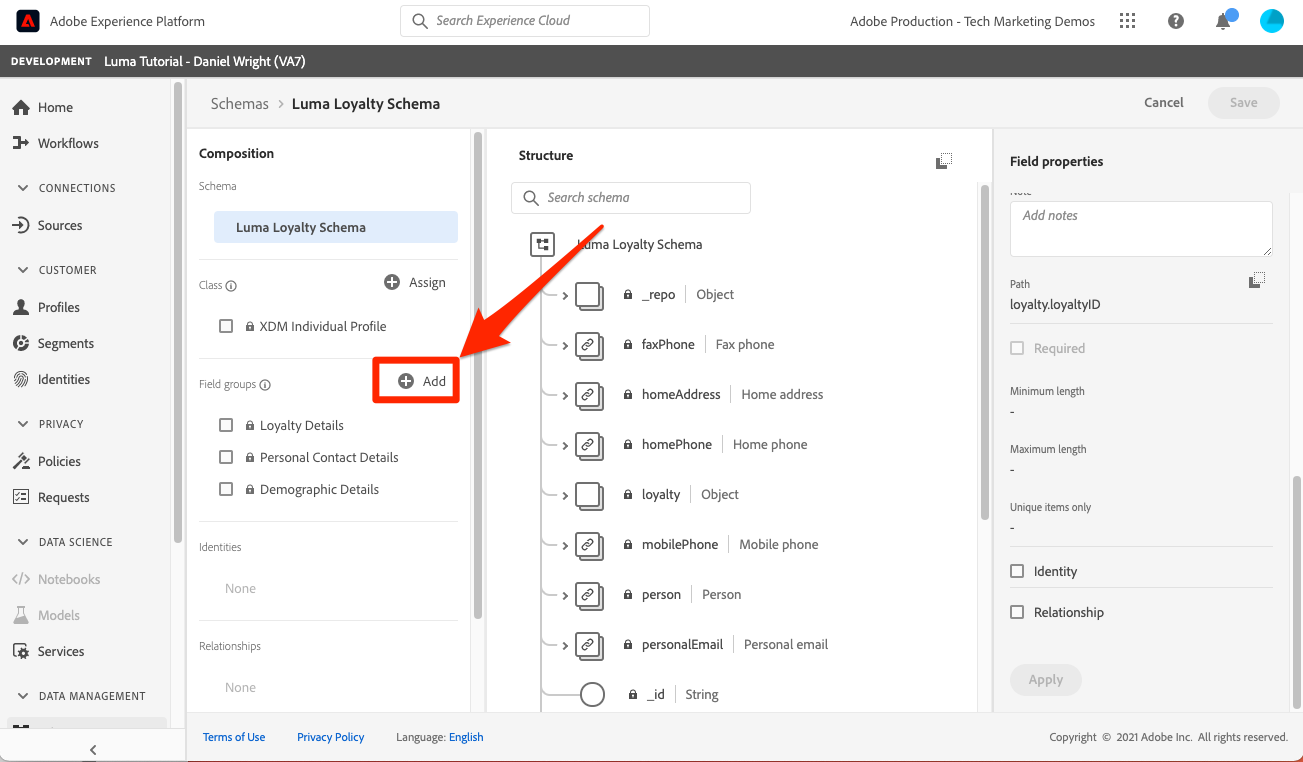 Adobe Experience Platform
Search Experience Cloud
Adobe Production - Tech Marketing Demos
DEVELOPMENT Luma Tutorial - Daniel Wright (VA7)
Home
Workflows
CONNECTIONS
Sources
CUSTOMER
Profiles
Segments
Identities
PRIVACY
Policies
Requests
DATA SCIENCE
Notebooks
Models
Services
DATA MANAGEMENT
Schemas > Luma Loyalty Schema
Cancel
Save
Composition
Schema
Luma Loyalty Schema
Class
Assign
XDM Individual Profile
Field groups
Add
Loyalty Details
Personal Contact Details
Demographic Details
Identities
None
Relationships
None
Structure
Search schema
Luma Loyalty Schema
_repo Object
faxPhone Fax phone
homeAddress Home address
homePhone Home phone
loyalty Object
mobilePhone Mobile phone
person Person
personalEmail Personal email
_id String
Field properties
Note
Add notes
Path
loyalty.loyaltyID
Required
Minimum length
-
Maximum length
-
Unique items only
-
Identity
Relationship
Apply
Terms of Use Privacy Policy Language: English
Copyright © 2021 Adobe Inc. All rights reserved.